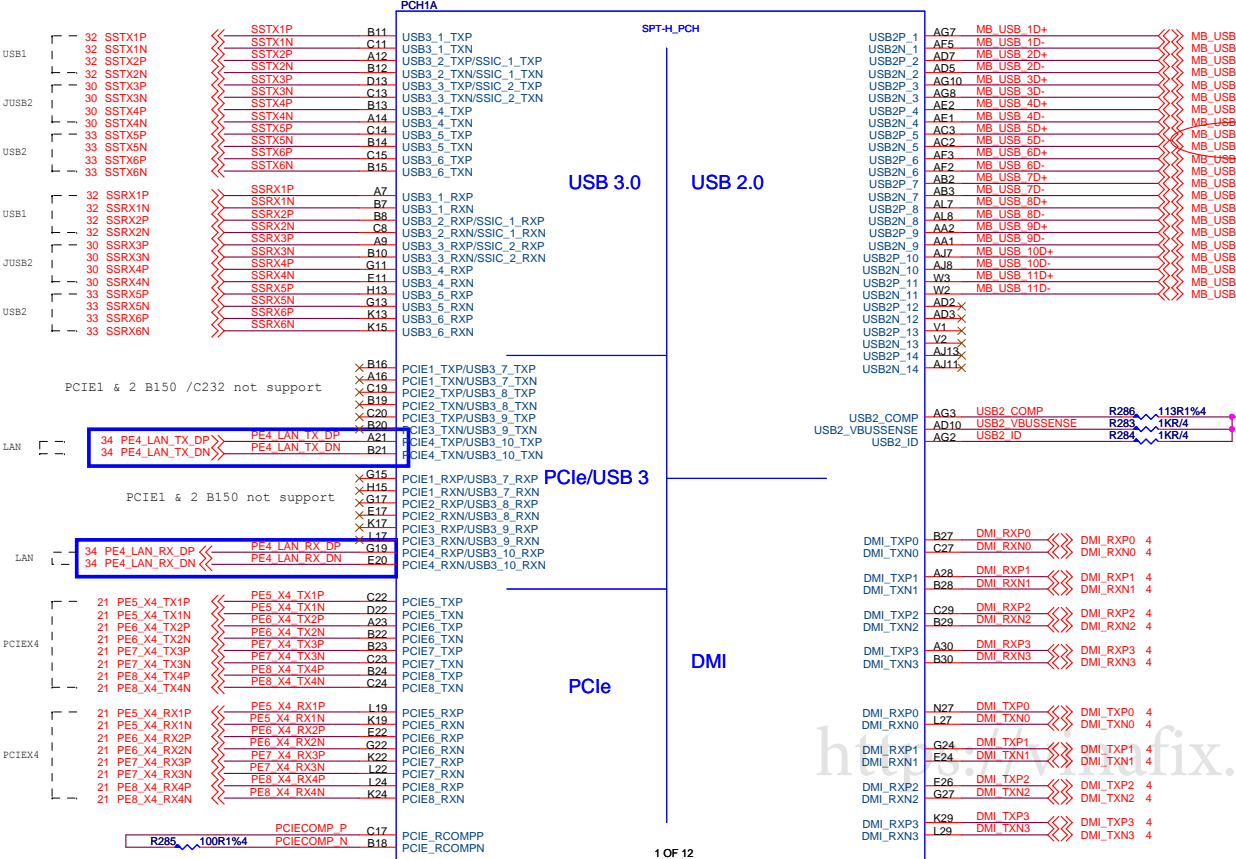 PCH1A
SPT-H_PCH
USB1
32 SSTX1P SSTX1P B11 USB3_1_TXP
32 SSTX1N SSTX1N C11 USB3_1_TXN
32 SSTX2P SSTX2P A12 USB3_2_TXP/SSIC_1_TXP
32 SSTX2N SSTX2N B12 USB3_2_TXN/SSIC_1_TXN
JUSB2
30 SSTX3P SSTX3P D13 USB3_3_TXP/SSIC_2_TXP
30 SSTX3N SSTX3N C13 USB3_3_TXN/SSIC_2_TXN
30 SSTX4P SSTX4P B13 USB3_4_TXP
30 SSTX4N SSTX4N A14 USB3_4_TXN
USB2
33 SSTX5P SSTX5P C14 USB3_5_TXP
33 SSTX5N SSTX5N B14 USB3_5_TXN
33 SSTX6P SSTX6P C15 USB3_6_TXP
33 SSTX6N SSTX6N B15 USB3_6_TXN
USB1
32 SSRX1P SSRX1P A7 USB3_1_RXP
32 SSRX1N SSRX1N B7 USB3_1_RXN
32 SSRX2P SSRX2P B8 USB3_2_RXP/SSIC_1_RXP
32 SSRX2N SSRX2N C8 USB3_2_RXN/SSIC_1_RXN
JUSB2
30 SSRX3P SSRX3P A9 USB3_3_RXP/SSIC_2_RXP
30 SSRX3N SSRX3N B10 USB3_3_RXN/SSIC_2_RXN
30 SSRX4P SSRX4P G11 USB3_4_RXP
30 SSRX4N SSRX4N E11 USB3_4_RXN
USB2
33 SSRX5P SSRX5P H13 USB3_5_RXP
33 SSRX5N SSRX5N G13 USB3_5_RXN
33 SSRX6P SSRX6P K13 USB3_6_RXP
33 SSRX6N SSRX6N K15 USB3_6_RXN
USB 3.0
PCIE1 & 2 B150 /C232 not support
B16 PCIE1_TXP/USB3_7_TXP
A16 PCIE1_TXN/USB3_7_TXN
C19 PCIE2_TXP/USB3_8_TXP
B19 PCIE2_TXN/USB3_8_TXN
C20 PCIE3_TXP/USB3_9_TXP
B20 PCIE3_TXN/USB3_9_TXN
LAN
34 PE4_LAN_TX_DP PE4_LAN_TX_DP A21 PCIE4_TXP/USB3_10_TXP
34 PE4_LAN_TX_DN PE4_LAN_TX_DN B21 PCIE4_TXN/USB3_10_TXN
PCIe/USB 3
PCIE1 & 2 B150 not support
G15 PCIE1_RXP/USB3_7_RXP
H15 PCIE1_RXN/USB3_7_RXN
G17 PCIE2_RXP/USB3_8_RXP
E17 PCIE2_RXN/USB3_8_RXN
K17 PCIE3_RXP/USB3_9_RXP
L17 PCIE3_RXN/USB3_9_RXN
LAN
34 PE4_LAN_RX_DP PE4_LAN_RX_DP G19 PCIE4_RXP/USB3_10_RXP
34 PE4_LAN_RX_DN PE4_LAN_RX_DN E20 PCIE4_RXN/USB3_10_RXN
PCIEX4
21 PE5_X4_TX1P PE5_X4_TX1P C22 PCIE5_TXP
21 PE5_X4_TX1N PE5_X4_TX1N D22 PCIE5_TXN
21 PE6_X4_TX2P PE6_X4_TX2P A23 PCIE6_TXP
21 PE6_X4_TX2N PE6_X4_TX2N B22 PCIE6_TXN
21 PE7_X4_TX3P PE7_X4_TX3P B23 PCIE7_TXP
21 PE7_X4_TX3N PE7_X4_TX3N C23 PCIE7_TXN
21 PE8_X4_TX4P PE8_X4_TX4P B24 PCIE8_TXP
21 PE8_X4_TX4N PE8_X4_TX4N C24 PCIE8_TXN
PCIe
PCIEX4
21 PE5_X4_RX1P PE5_X4_RX1P L19 PCIE5_RXP
21 PE5_X4_RX1N PE5_X4_RX1N K19 PCIE5_RXN
21 PE6_X4_RX2P PE6_X4_RX2P E22 PCIE6_RXP
21 PE6_X4_RX2N PE6_X4_RX2N G22 PCIE6_RXN
21 PE7_X4_RX3P PE7_X4_RX3P K22 PCIE7_RXP
21 PE7_X4_RX3N PE7_X4_RX3N L22 PCIE7_RXN
21 PE8_X4_RX4P PE8_X4_RX4P L24 PCIE8_RXP
21 PE8_X4_RX4N PE8_X4_RX4N K24 PCIE8_RXN
PCIECOMP_P C17 PCIE_RCOMPP
R285 100R1%4 PCIECOMP_N B18 PCIE_RCOMPN
USB 2.0
USB2P_1 AG7 MB_USB_1D+ MB_USB
USB2N_1 AF5 MB_USB_1D- MB_USB
USB2P_2 AD7 MB_USB_2D+ MB_USB
USB2N_2 AD5 MB_USB_2D- MB_USB
USB2P_3 AG10 MB_USB_3D+ MB_USB
USB2N_3 AG8 MB_USB_3D- MB_USB
USB2P_4 AE2 MB_USB_4D+ MB_USB
USB2N_4 AE1 MB_USB_4D- MB_USB
USB2P_5 AC3 MB_USB_5D+ MB_USB
USB2N_5 AC2 MB_USB_5D- MB_USB
USB2P_6 AF3 MB_USB_6D+ MB_USB
USB2N_6 AF2 MB_USB_6D- MB_USB
USB2P_7 AB2 MB_USB_7D+ MB_USB
USB2N_7 AB3 MB_USB_7D- MB_USB
USB2P_8 AL7 MB_USB_8D+ MB_USB
USB2N_8 AL8 MB_USB_8D- MB_USB
USB2P_9 AA2 MB_USB_9D+ MB_USB
USB2N_9 AA1 MB_USB_9D- MB_USB
USB2P_10 AJ7 MB_USB_10D+ MB_USB
USB2N_10 AJ8 MB_USB_10D- MB_USB
USB2P_11 W3 MB_USB_11D+ MB_USB
USB2N_11 W2 MB_USB_11D- MB_USB
USB2P_12 AD2
USB2N_12 AD3
USB2P_13 V1
USB2N_13 V2
USB2P_14 AJ13
USB2N_14 AJ11
USB2_COMP AG3 USB2_COMP R286 113R1%4
USB2_VBUSSENSE AD10 USB2_VBUSSENSE R283 1KR/4
USB2_ID AG2 USB2_ID R284 1KR/4
DMI_TXP0 B27 DMI_RXP0 DMI_RXP0 4
DMI_TXN0 C27 DMI_RXN0 DMI_RXN0 4
DMI_TXP1 A28 DMI_RXP1 DMI_RXP1 4
DMI_TXN1 B28 DMI_RXN1 DMI_RXN1 4
DMI_TXP2 C29 DMI_RXP2 DMI_RXP2 4
DMI_TXN2 B29 DMI_RXN2 DMI_RXN2 4
DMI_TXP3 A30 DMI_RXP3 DMI_RXP3 4
DMI_TXN3 B30 DMI_RXN3 DMI_RXN3 4
DMI
DMI_RXP0 N27 DMI_TXP0 DMI_TXP0 4
DMI_RXN0 L27 DMI_TXN0 DMI_TXN0 4
DMI_RXP1 G24 DMI_TXP1 DMI_TXP1 4
DMI_RXN1 E24 DMI_TXN1 DMI_TXN1 4
DMI_RXP2 E26 DMI_TXP2 DMI_TXP2 4
DMI_RXN2 G27 DMI_TXN2 DMI_TXN2 4
DMI_RXP3 K29 DMI_TXP3 DMI_TXP3 4
DMI_RXN3 L29 DMI_TXN3 DMI_TXN3 4
https://vinafix.
1 OF 12